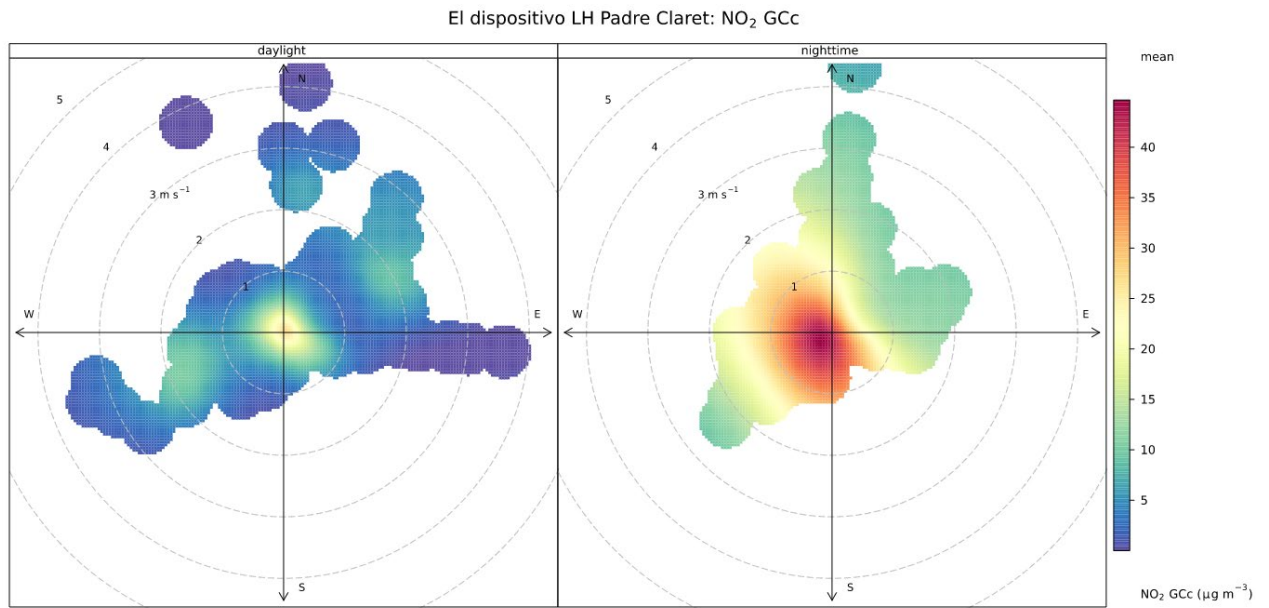 El dispositivo LH Padre Claret: NO₂ GCc
daylight
nighttime
mean
N
5
4
3 m s⁻¹
2
1
W
E
S
N
5
4
3 m s⁻¹
2
1
W
E
S
40
35
30
25
20
15
10
5
NO₂ GCc (µg m⁻³)